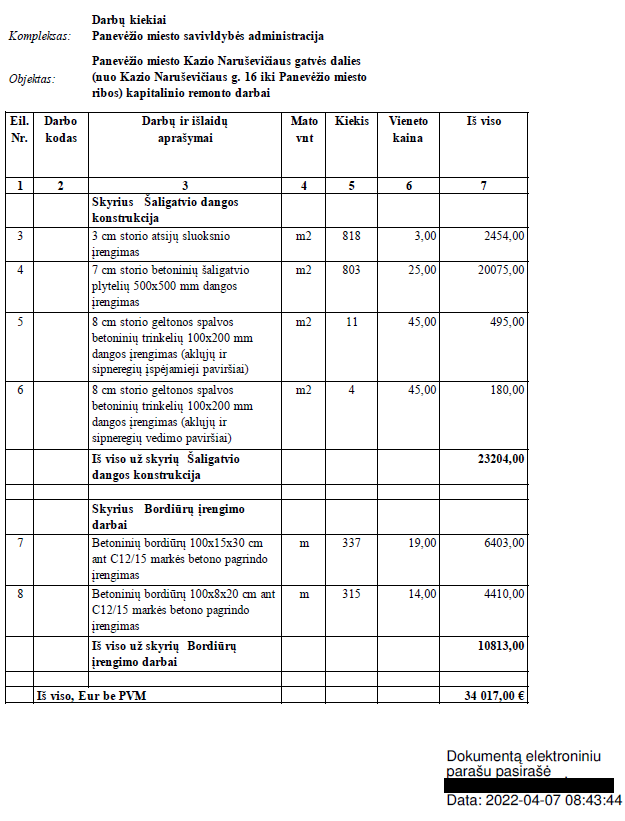 Darbų kiekiai
Kompleksas: Panevėžio miesto savivldybės administracija
Panevėžio miesto Kazio Naruševičiaus gatvės dalies
Objektas: (nuo Kazio Naruševičiaus g. 16 iki Panevėžio miesto
ribos) kapitalinio remonto darbai
Eil. Darbo Darbų ir išlaidų Mato Kiekis Vieneto Iš viso
Nr. kodas aprašymai vnt kaina
1 2 3 4 5 6 7
Skyrius Šaligatvio dangos
konstrukcija
3 3 cm storio atsijų sluoksnio m2 818 3,00 2454,00
įrengimas
4 7 cm storio betoninių šaligatvio m2 803 25,00 20075,00
plytelių 500x500 mm dangos
įrengimas
5 8 cm storio geltonos spalvos m2 11 45,00 495,00
betoninių trinkelių 100x200 mm
dangos įrengimas (aklųjų ir
sipneregių įspėjamieji paviršiai)
6 8 cm storio geltonos spalvos m2 4 45,00 180,00
betoninių trinkelių 100x200 mm
dangos įrengimas (aklųjų ir
sipneregių vedimo paviršiai)
Iš viso už skyrių Šaligatvio 23204,00
dangos konstrukcija
Skyrius Bordiūrų įrengimo
darbai
7 Betoninių bordiūrų 100x15x30 cm m 337 19,00 6403,00
ant C12/15 markės betono pagrindo
įrengimas
8 Betoninių bordiūrų 100x8x20 cm ant m 315 14,00 4410,00
C12/15 markės betono pagrindo
įrengimas
Iš viso už skyrių Bordiūrų 10813,00
įrengimo darbai
Iš viso, Eur be PVM 34 017,00 €
Dokumentą elektroniniu
parašu pasirašė
Data: 2022-04-07 08:43:44